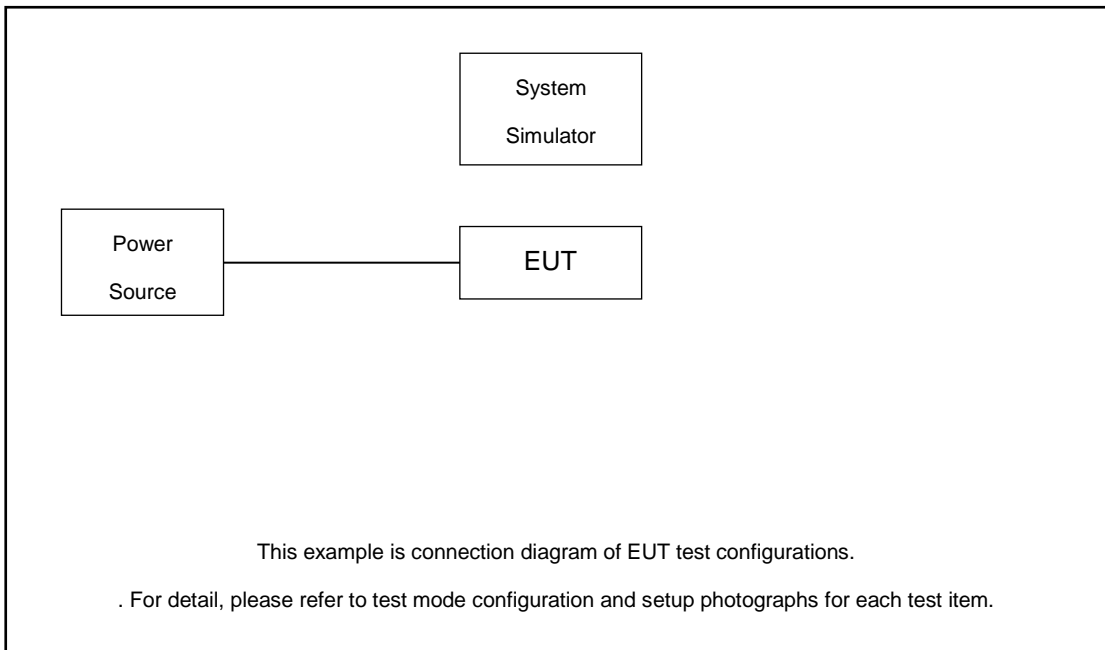 System
Simulator
Power
Source
EUT
This example is connection diagram of EUT test configurations.
. For detail, please refer to test mode configuration and setup photographs for each test item.